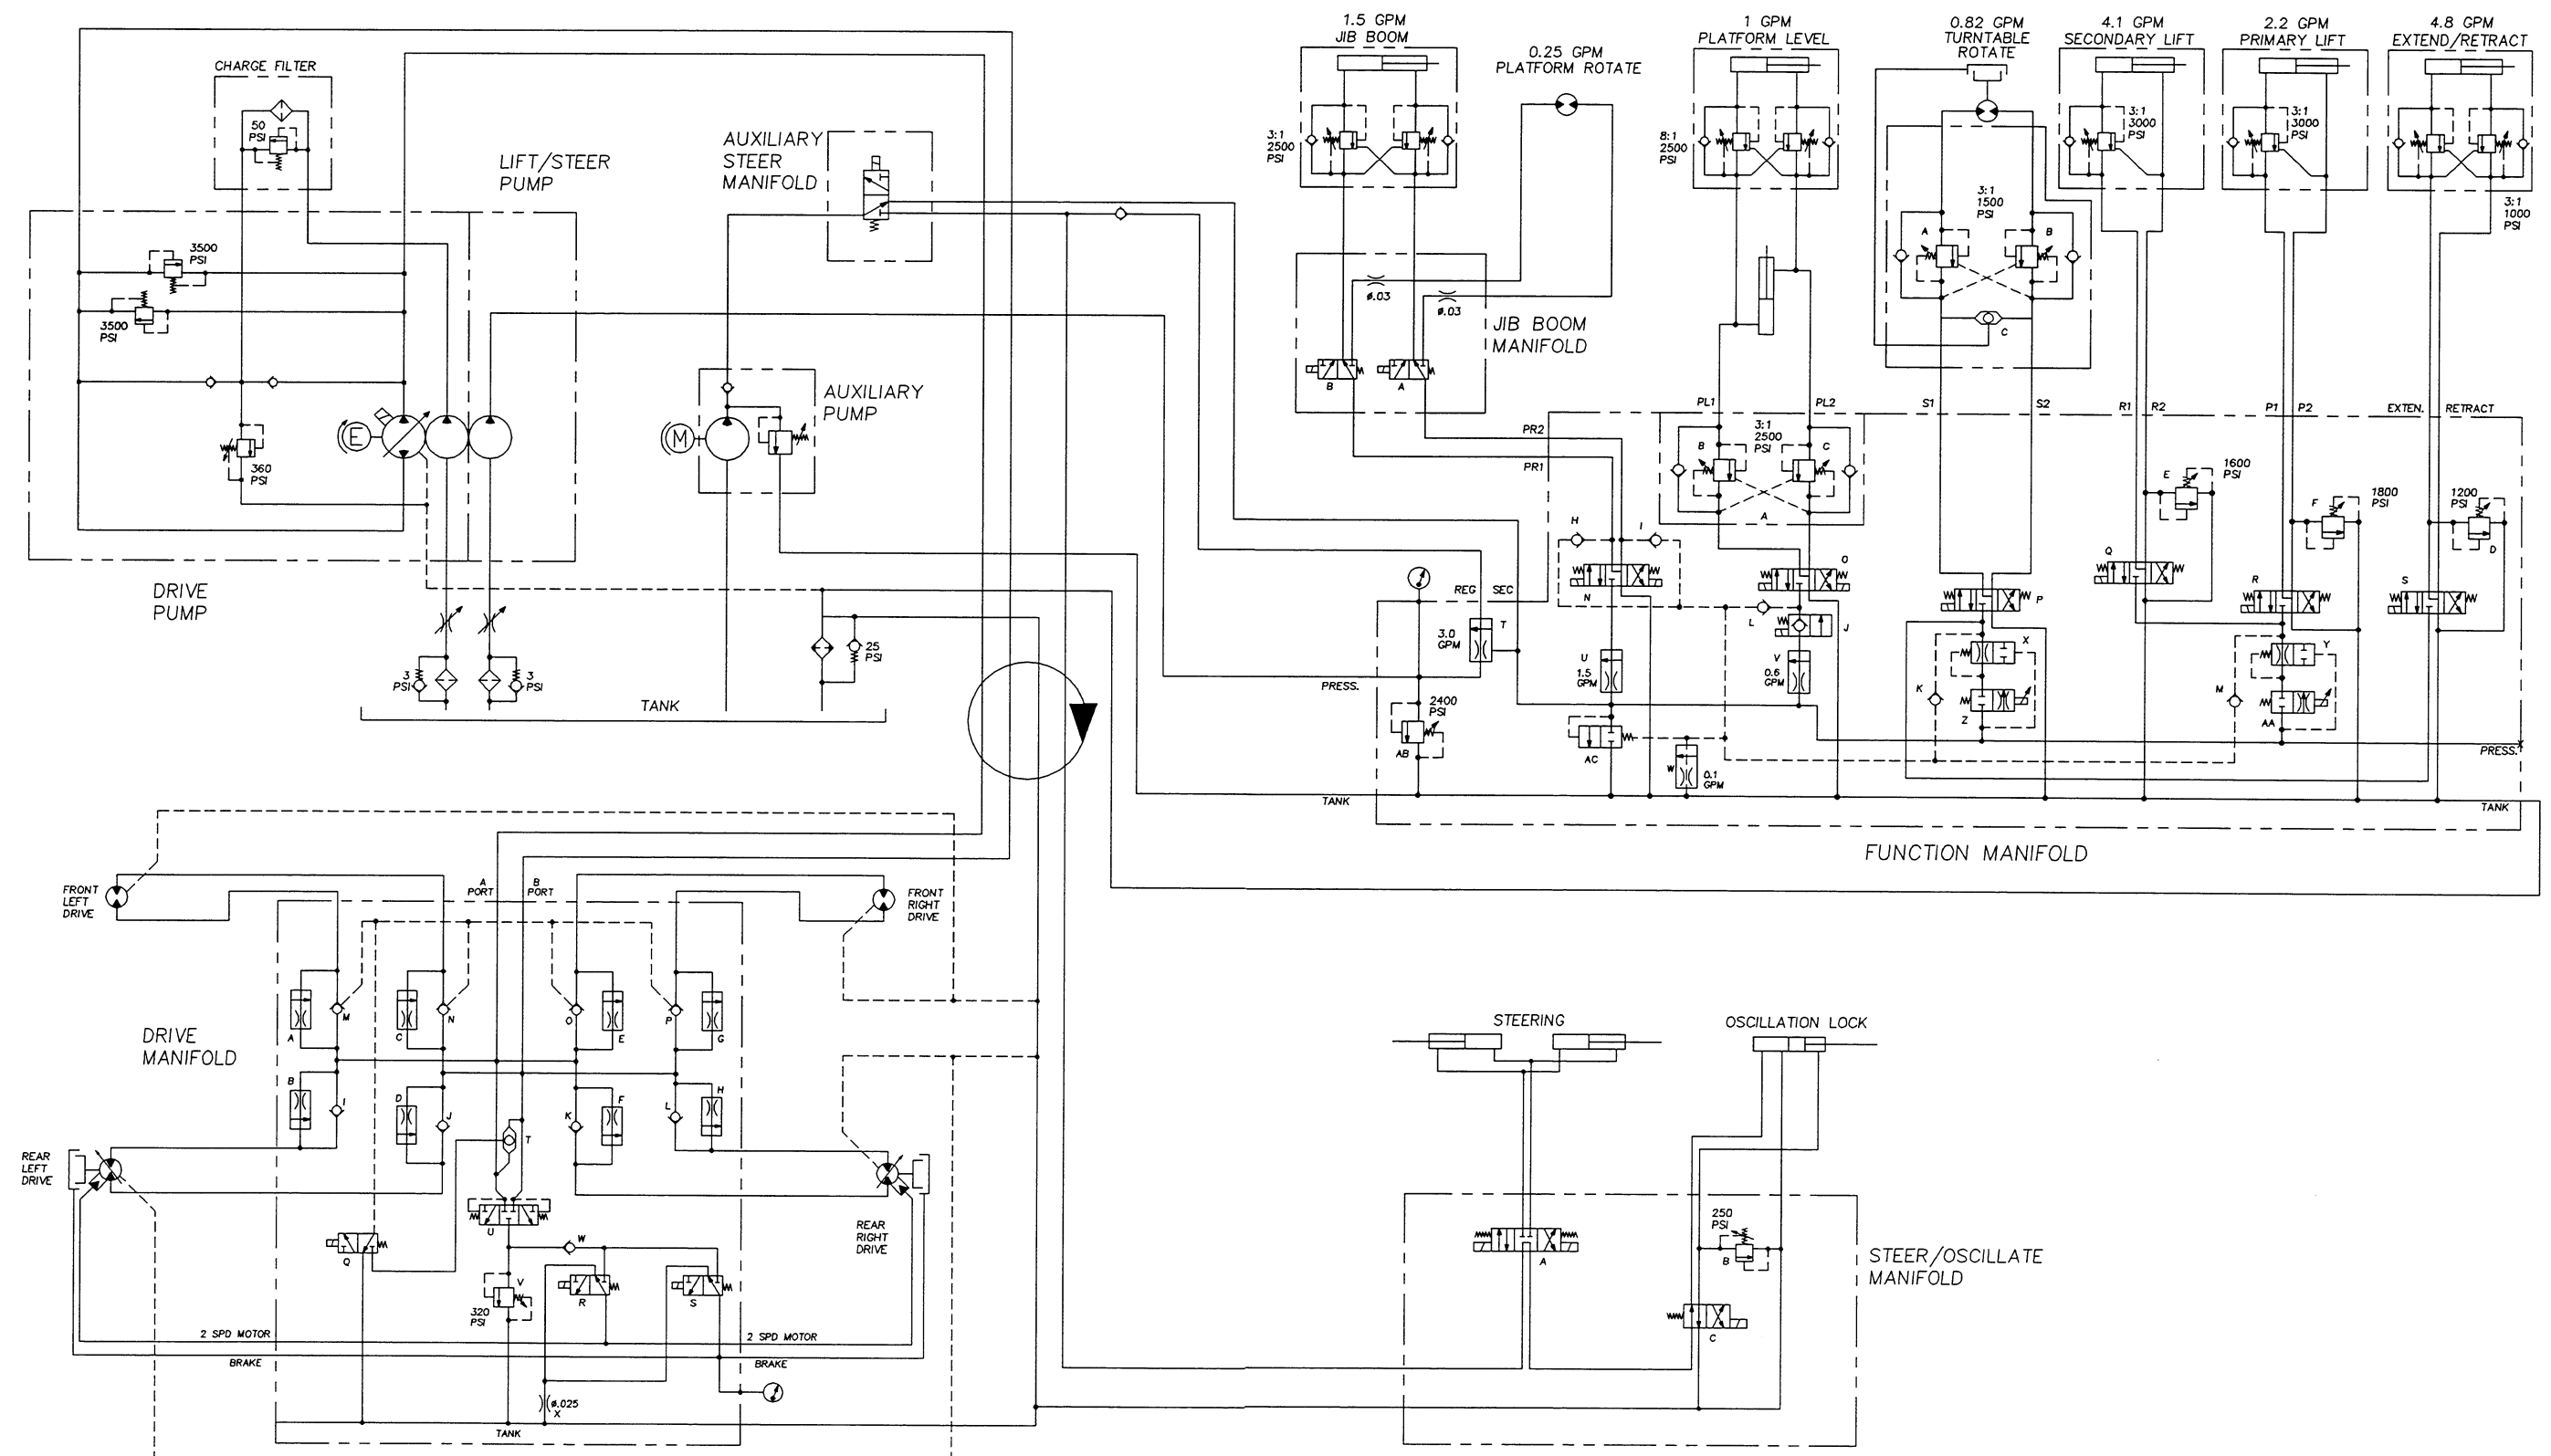 1.5 GPM
JIB BOOM
0.25 GPM
PLATFORM ROTATE
1 GPM
PLATFORM LEVEL
0.82 GPM
TURNTABLE
ROTATE
4.1 GPM
SECONDARY LIFT
2.2 GPM
PRIMARY LIFT
4.8 GPM
EXTEND/RETRACT
CHARGE FILTER
50
PSI
LIFT/STEER
PUMP
AUXILIARY
STEER
MANIFOLD
3:1
2500
PSI
8:1
2500
PSI
3:1
3000
PSI
3:1
3000
PSI
3:1
1500
PSI
3:1
1000
PSI
A
B
C
3500
PSI
3500
PSI
Ø.03
Ø.03
JIB BOOM
MANIFOLD
B
A
AUXILIARY
PUMP
E
M
360
PSI
DRIVE
PUMP
3
PSI
3
PSI
25
PSI
TANK
PL1
PL2
S1
S2
R1
R2
P1
P2
EXTEN.
RETRACT
PR2
PR1
3:1
2500
PSI
B
C
A
E
1600
PSI
F
1800
PSI
1200
PSI
D
H
I
N
O
Q
R
S
P
REG
SEC
3.0
GPM
T
L
J
U
1.5
GPM
V
0.6
GPM
X
Y
K
Z
M
AA
PRESS.
2400
PSI
AB
AC
W
0.1
GPM
PRESS.
TANK
TANK
FUNCTION MANIFOLD
FRONT
LEFT
DRIVE
A
PORT
B
PORT
FRONT
RIGHT
DRIVE
DRIVE
MANIFOLD
A
M
C
N
O
E
P
G
B
I
D
J
K
F
L
H
T
REAR
LEFT
DRIVE
REAR
RIGHT
DRIVE
U
Q
W
V
R
S
320
PSI
2 SPD MOTOR
2 SPD MOTOR
BRAKE
BRAKE
Ø.025
X
TANK
STEERING
OSCILLATION LOCK
250
PSI
B
A
C
STEER/OSCILLATE
MANIFOLD